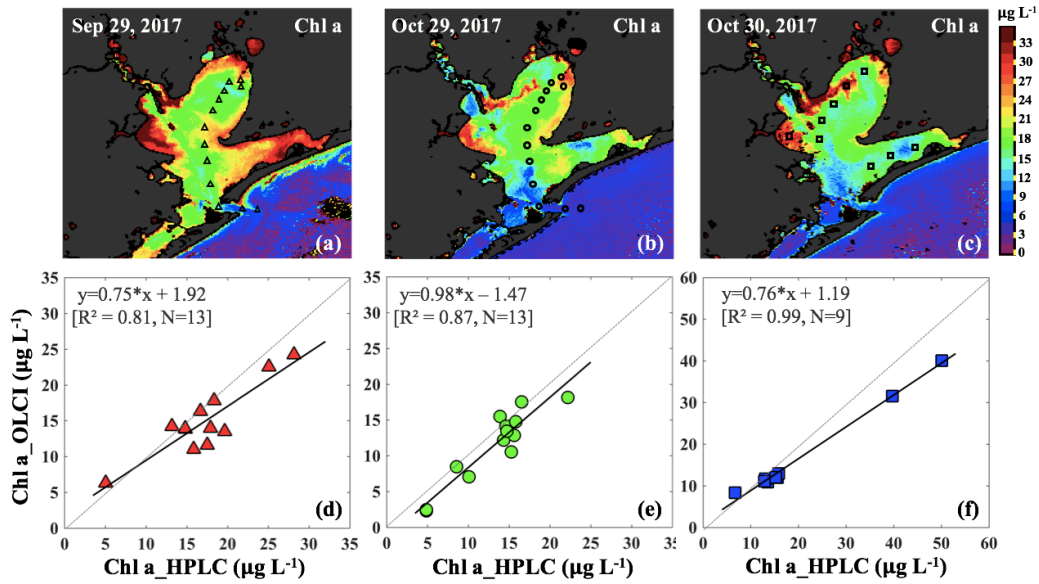 µg L-1
Sep 29, 2017 Chl a
Oct 29, 2017 Chl a
Oct 30, 2017 Chl a
33
30
27
24
21
18
15
12
9
6
3
0
(a)
(b)
(c)
35
30
25
20
15
10
5
0
y=0.75*x + 1.92
[R² = 0.81, N=13]
(d)
0 5 10 15 20 25 30 35
35
30
25
20
15
10
5
0
y=0.98*x – 1.47
[R² = 0.87, N=13]
(e)
0 5 10 15 20 25 30 35
60
50
40
30
20
10
0
y=0.76*x + 1.19
[R² = 0.99, N=9]
(f)
0 10 20 30 40 50 60
Chl a_OLCI (µg L-1)
Chl a_HPLC (µg L-1)
Chl a_HPLC (µg L-1)
Chl a_HPLC (µg L-1)